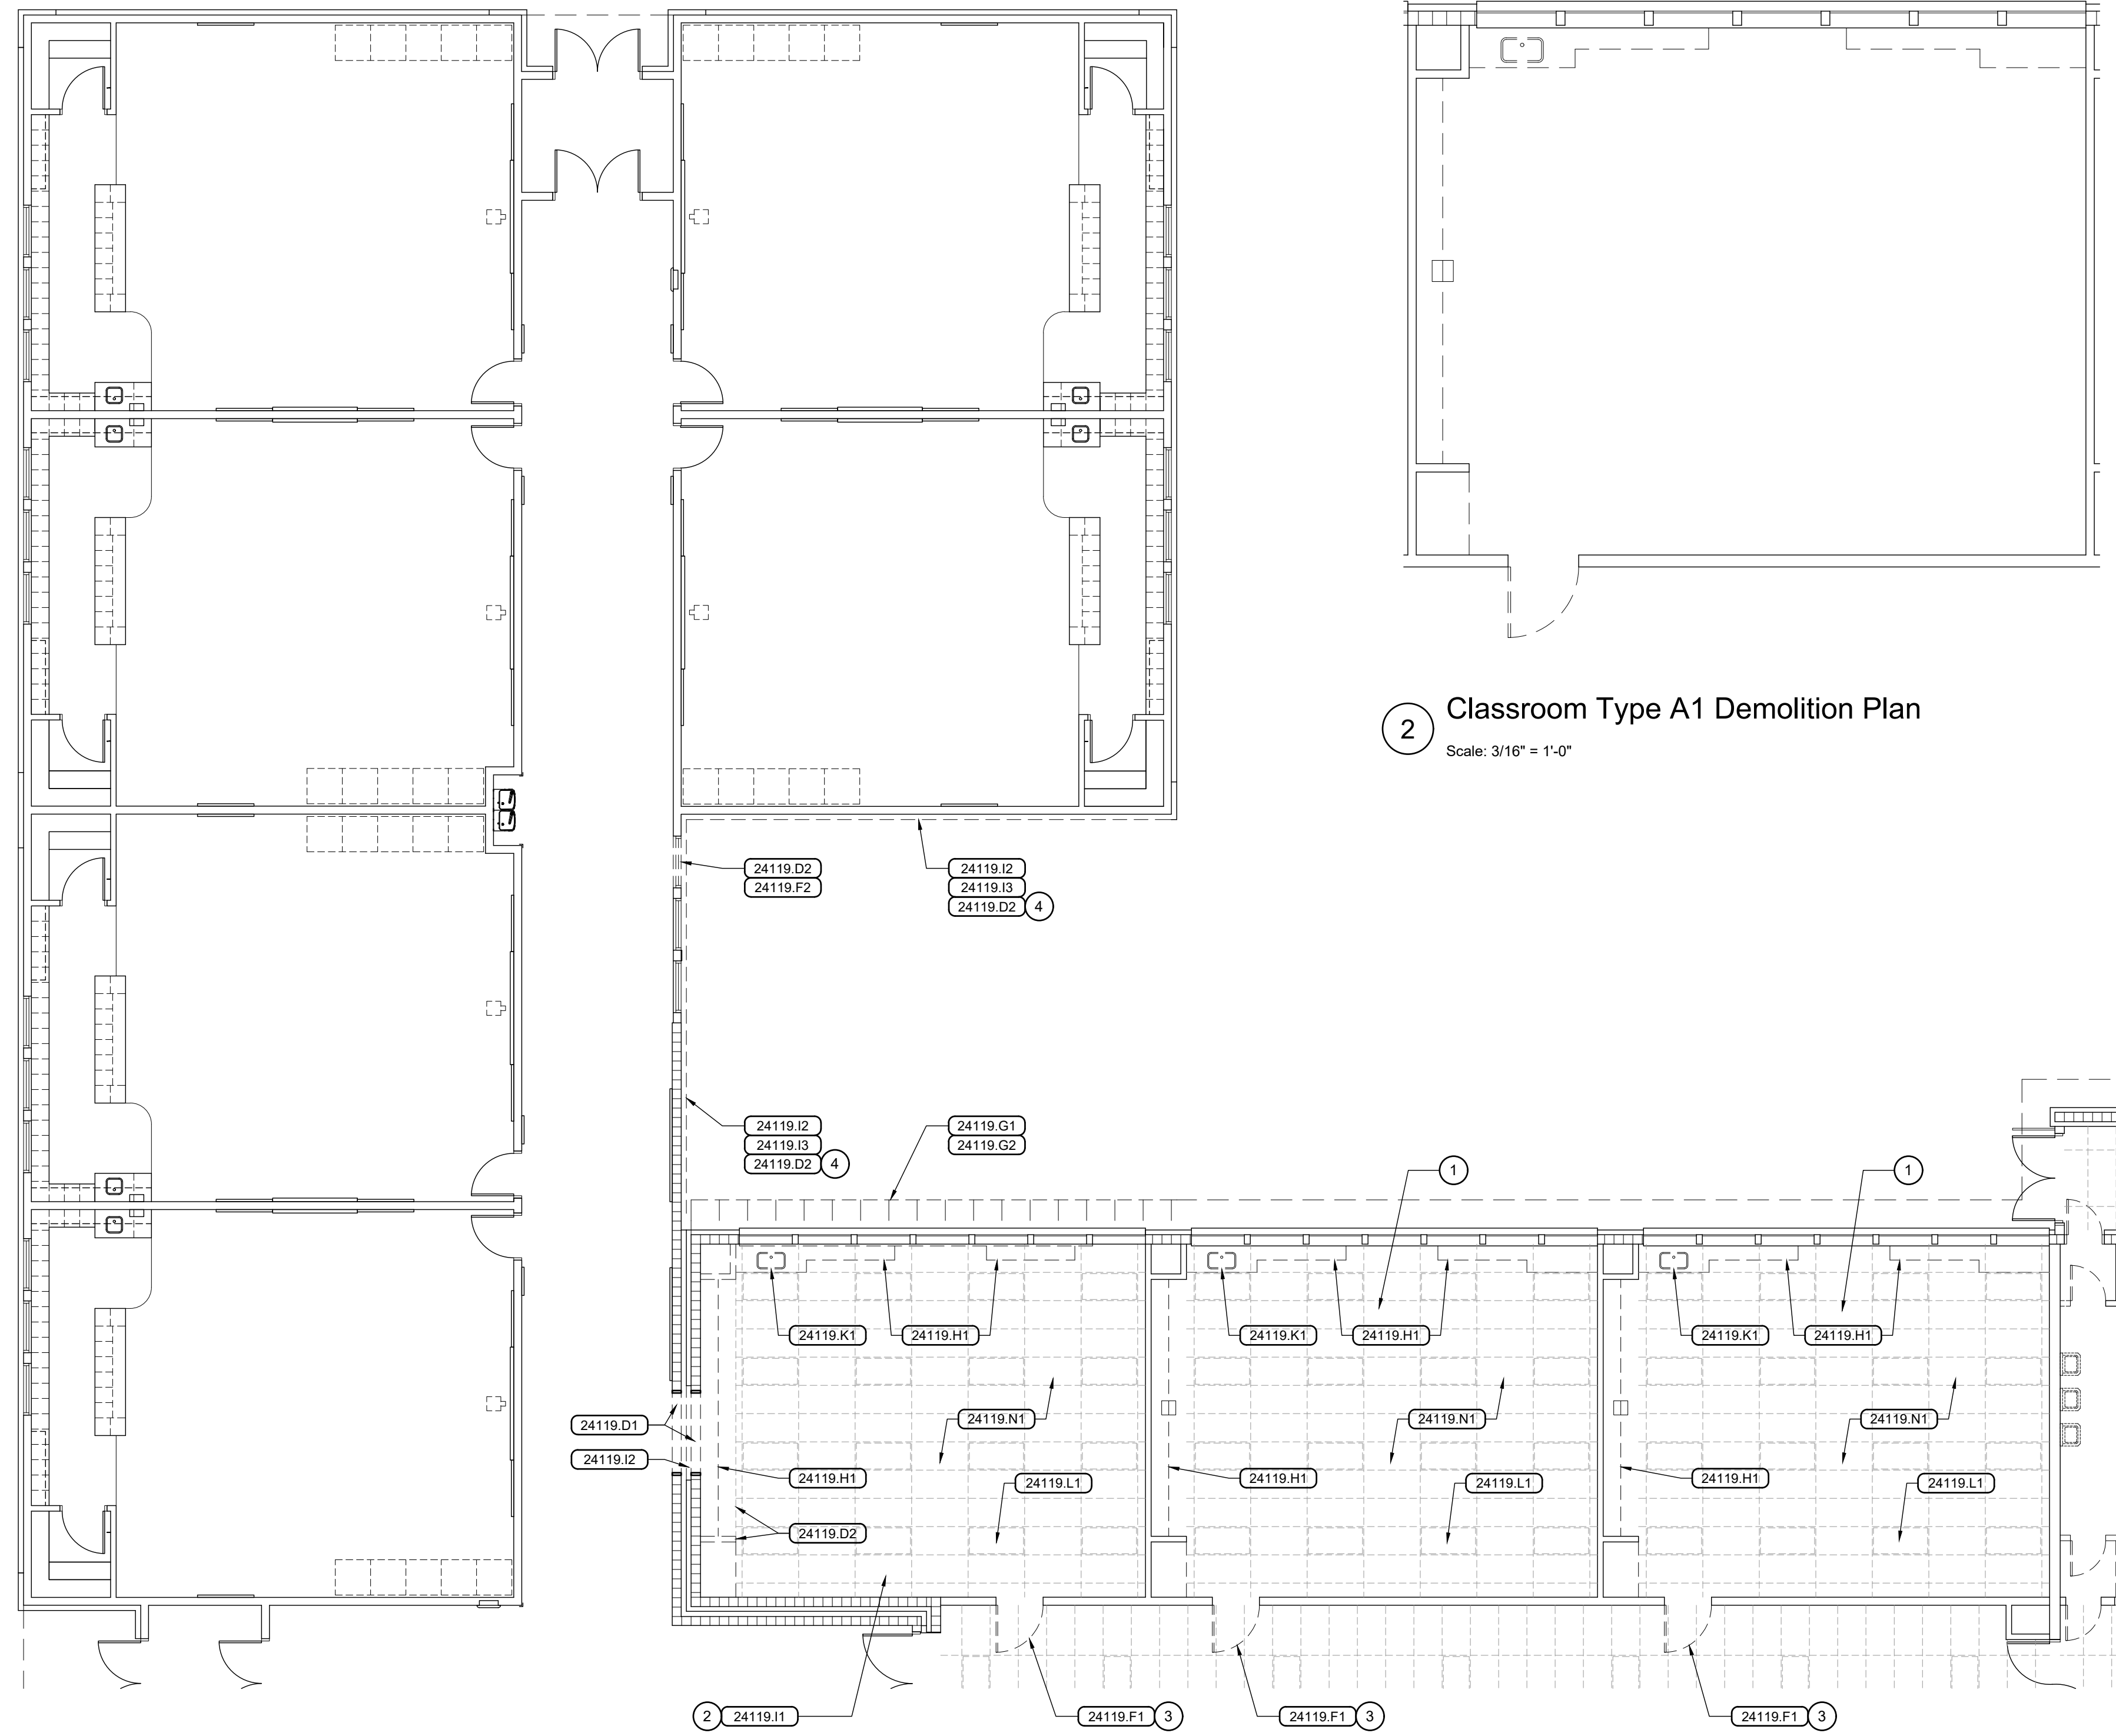 2
Classroom Type A1 Demolition Plan
Scale: 3/16" = 1'-0"
24119.D2
24119.F2
24119.I2
24119.I3
24119.D2 4
24119.I2
24119.I3
24119.D2 4
24119.G1
24119.G2
1
1
24119.K1
24119.H1
24119.K1
24119.H1
24119.K1
24119.H1
24119.D1
24119.N1
24119.N1
24119.N1
24119.I2
24119.H1
24119.L1
24119.H1
24119.L1
24119.H1
24119.L1
24119.D2
2 24119.I1
24119.F1 3
24119.F1 3
24119.F1 3